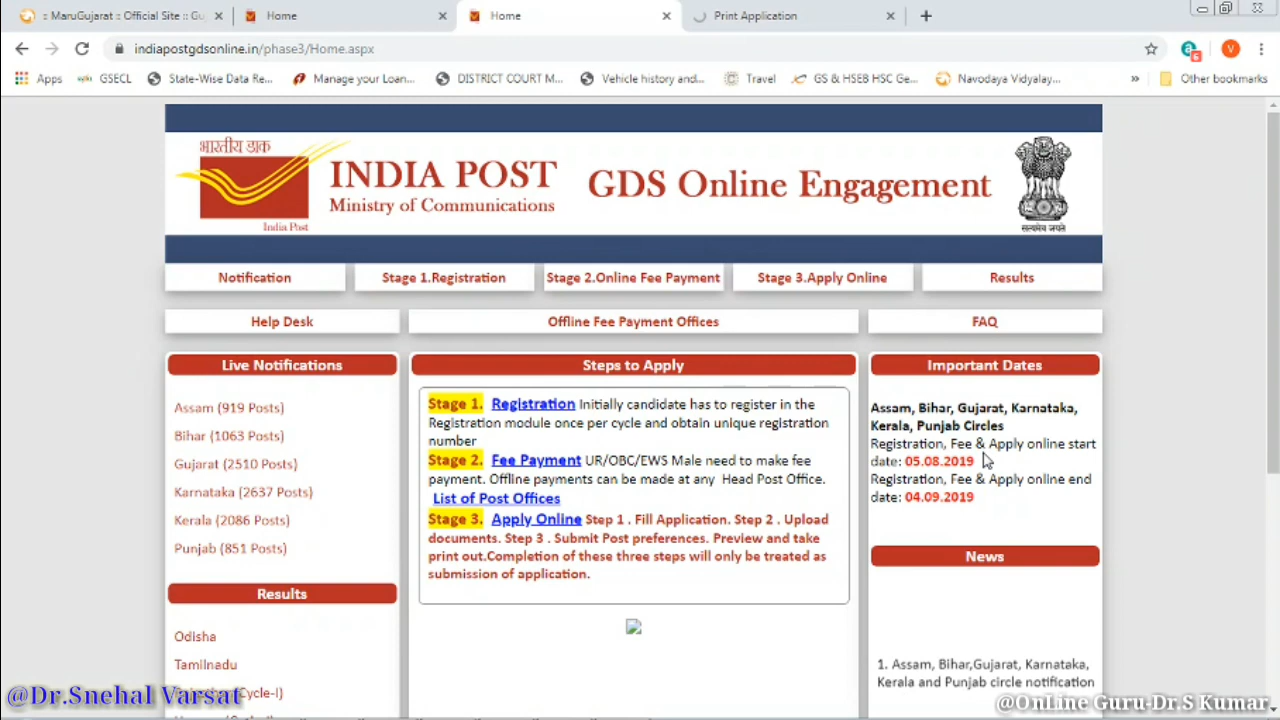 :: MaruGujarat :: Official Site :: Gu
Home
Home
Print Application
indiapostgdsonline.in/phase3/Home.aspx
Apps
GSECL
State-Wise Data Re...
Manage your Loan...
DISTRICT COURT M...
Vehicle history and...
Travel
GS & HSEB HSC Ge...
Navodaya Vidyalay...
»
Other bookmarks
भारतीय डाक
India Post
INDIA POST
Ministry of Communications
GDS Online Engagement
सत्यमेव जयते
Notification
Stage 1.Registration
Stage 2.Online Fee Payment
Stage 3.Apply Online
Results
Help Desk
Offline Fee Payment Offices
FAQ
Live Notifications
Assam (919 Posts)
Bihar (1063 Posts)
Gujarat (2510 Posts)
Karnataka (2637 Posts)
Kerala (2086 Posts)
Punjab (851 Posts)
Results
Odisha
Tamilnadu
Cycle-I)
Steps to Apply
Stage 1. Registration Initially candidate has to register in the
Registration module once per cycle and obtain unique registration
number
Stage 2. Fee Payment UR/OBC/EWS Male need to make fee
payment. Offline payments can be made at any Head Post Office.
List of Post Offices
Stage 3. Apply Online Step 1 . Fill Application. Step 2 . Upload
documents. Step 3 . Submit Post preferences. Preview and take
print out.Completion of these three steps will only be treated as
submission of application.
Important Dates
Assam, Bihar, Gujarat, Karnataka,
Kerala, Punjab Circles
Registration, Fee & Apply online start
date: 05.08.2019
Registration, Fee & Apply online end
date: 04.09.2019
News
1. Assam, Bihar,Gujarat, Karnataka,
Kerala and Punjab circle notification
@Dr.Snehal Varsat
@OnLine Guru-Dr.S Kumar
V
6